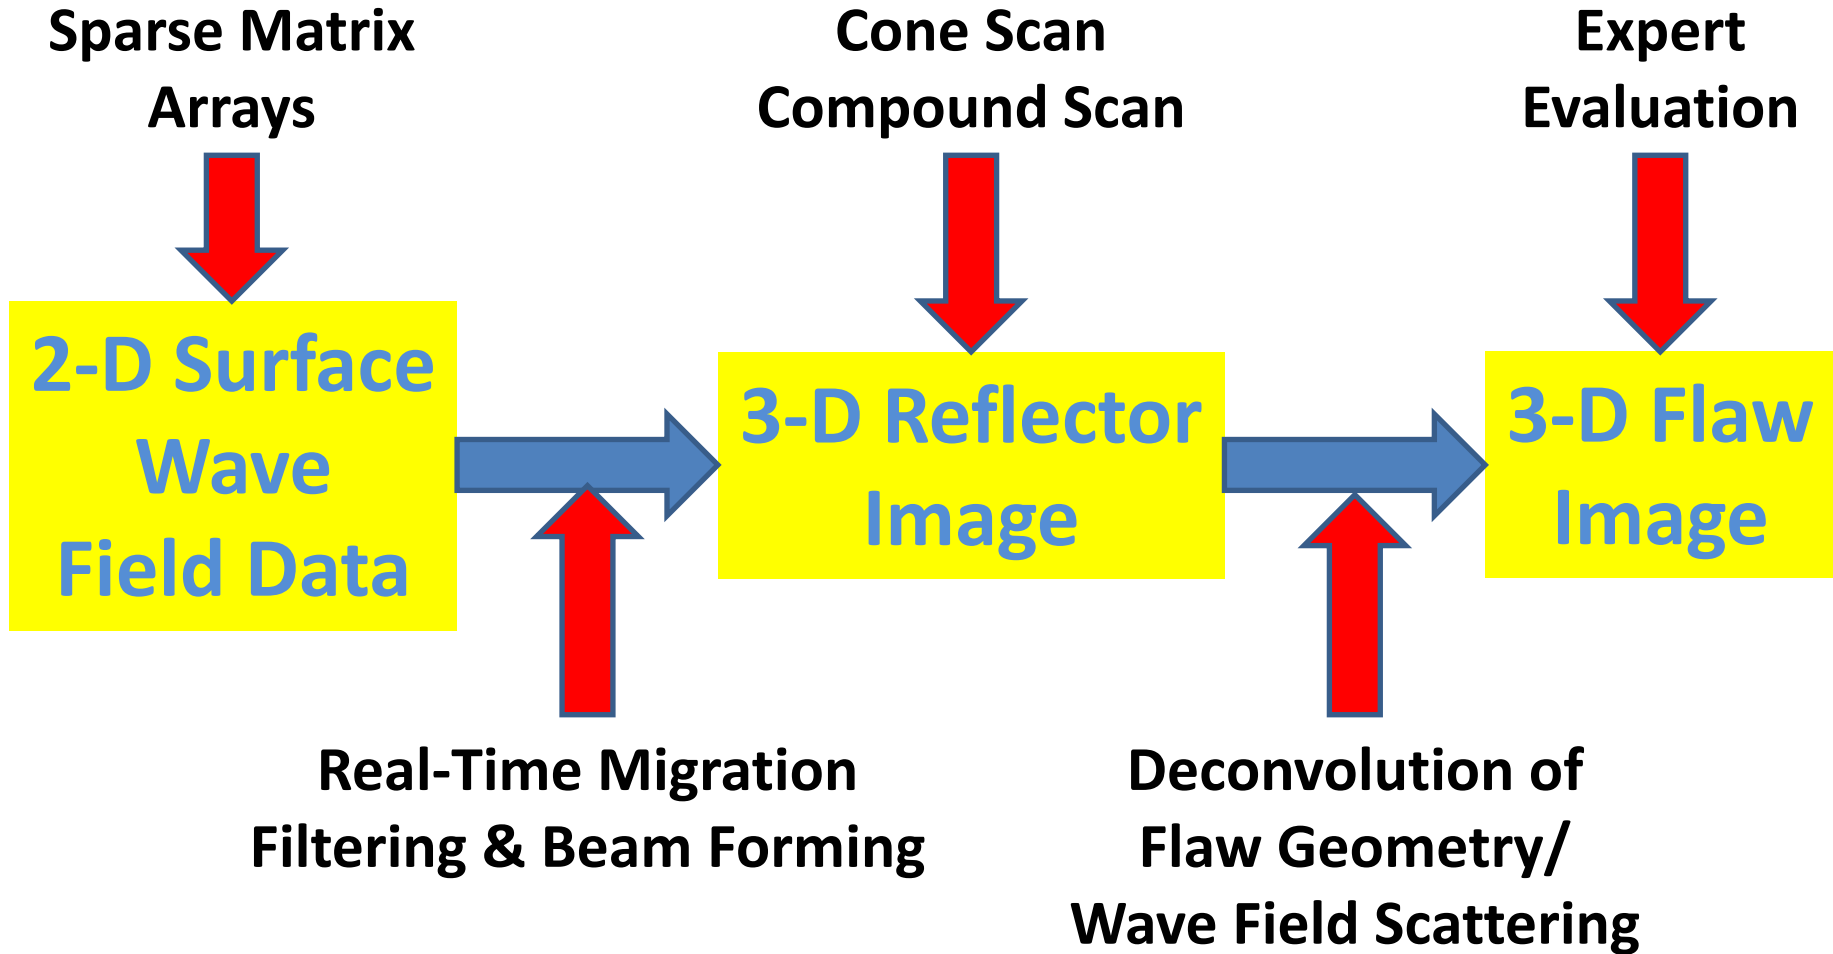 Sparse Matrix
Arrays
Cone Scan
Compound Scan
Expert
Evaluation
2-D Surface
Wave
Field Data
3-D Reflector
Image
3-D Flaw
Image
Real-Time Migration
Filtering & Beam Forming
Deconvolution of
Flaw Geometry/
Wave Field Scattering